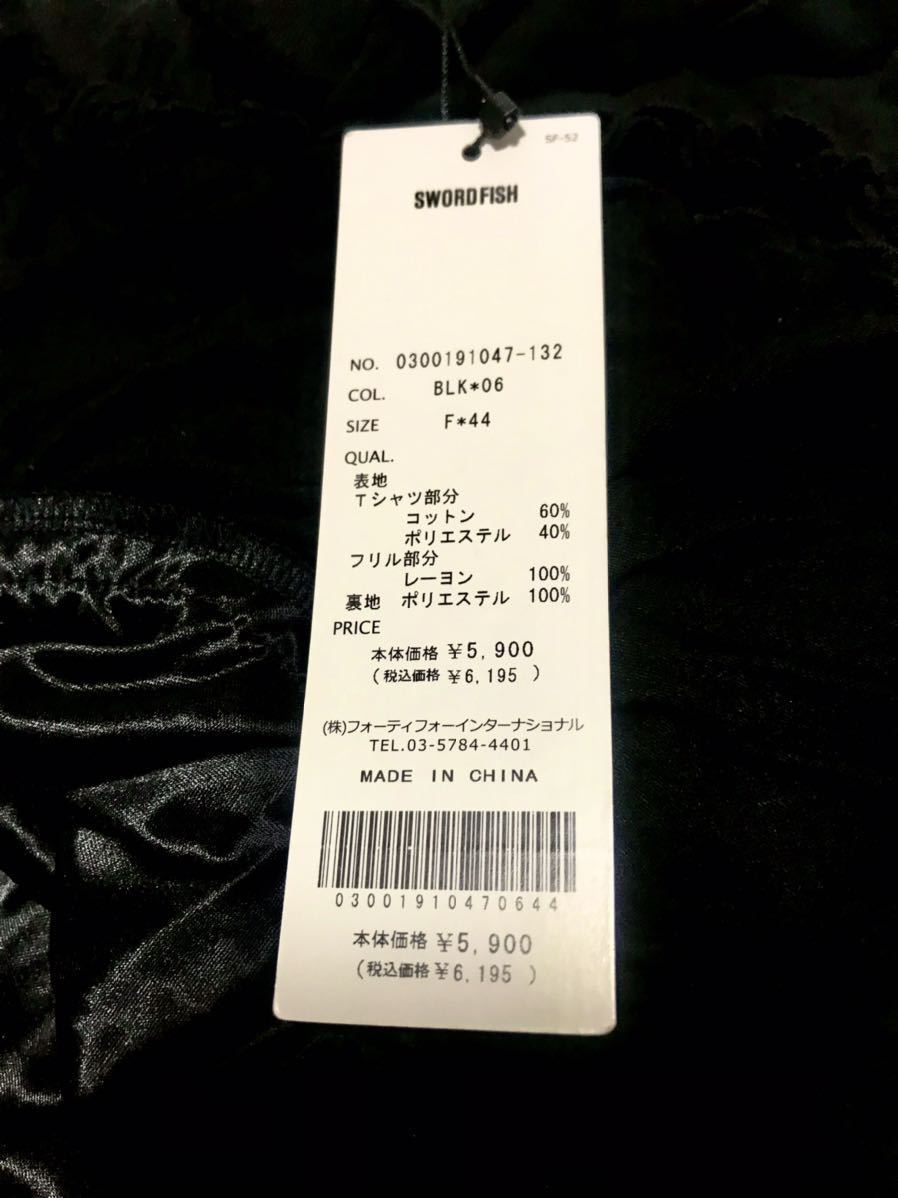 SF-52
SWORDFISH
NO. 0300191047-132
COL. BLK*06
SIZE F*44
QUAL.
表地
Tシャツ部分
コットン 60%
ポリエステル 40%
フリル部分
レーヨン 100%
裏地 ポリエステル 100%
PRICE
本体価格 ¥5,900
(税込価格 ¥6,195 )
(株)フォーティフォーインターナショナル
TEL.03-5784-4401
MADE IN CHINA
03001910470644
本体価格 ¥5,900
(税込価格 ¥6,195 )